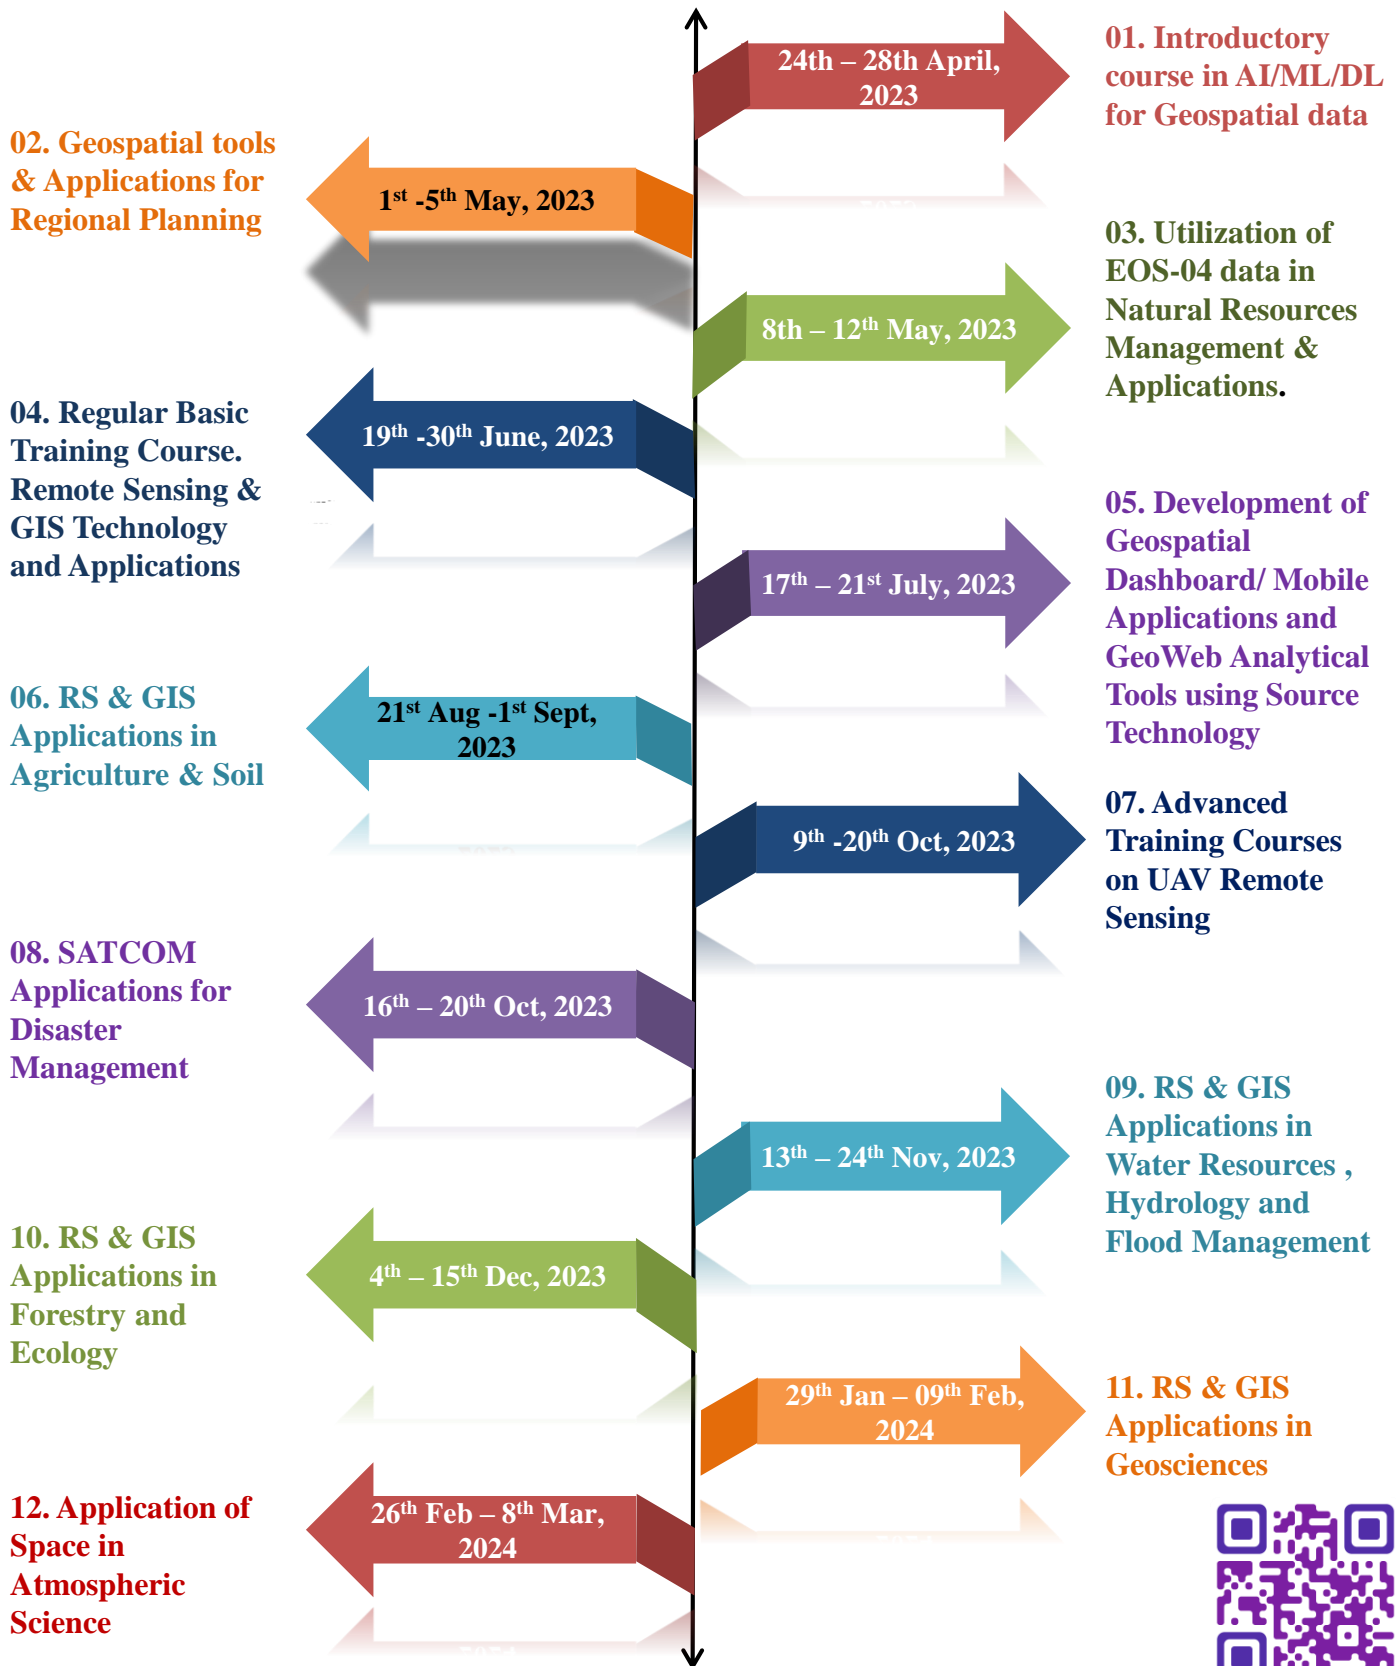 24th – 28th April,
2023
01. Introductory
course in AI/ML/DL
for Geospatial data
02. Geospatial tools
& Applications for
Regional Planning
1st -5th May, 2023
03. Utilization of
EOS-04 data in
Natural Resources
Management &
Applications.
8th – 12th May, 2023
04. Regular Basic
Training Course.
Remote Sensing &
GIS Technology
and Applications
19th -30th June, 2023
05. Development of
Geospatial
Dashboard/ Mobile
Applications and
GeoWeb Analytical
Tools using Source
Technology
17th – 21st July, 2023
06. RS & GIS
Applications in
Agriculture & Soil
21st Aug -1st Sept,
2023
07. Advanced
Training Courses
on UAV Remote
Sensing
9th -20th Oct, 2023
08. SATCOM
Applications for
Disaster
Management
16th – 20th Oct, 2023
09. RS & GIS
Applications in
Water Resources ,
Hydrology and
Flood Management
13th – 24th Nov, 2023
10. RS & GIS
Applications in
Forestry and
Ecology
4th – 15th Dec, 2023
29th Jan – 09th Feb,
2024
11. RS & GIS
Applications in
Geosciences
12. Application of
Space in
Atmospheric
Science
26th Feb – 8th Mar,
2024